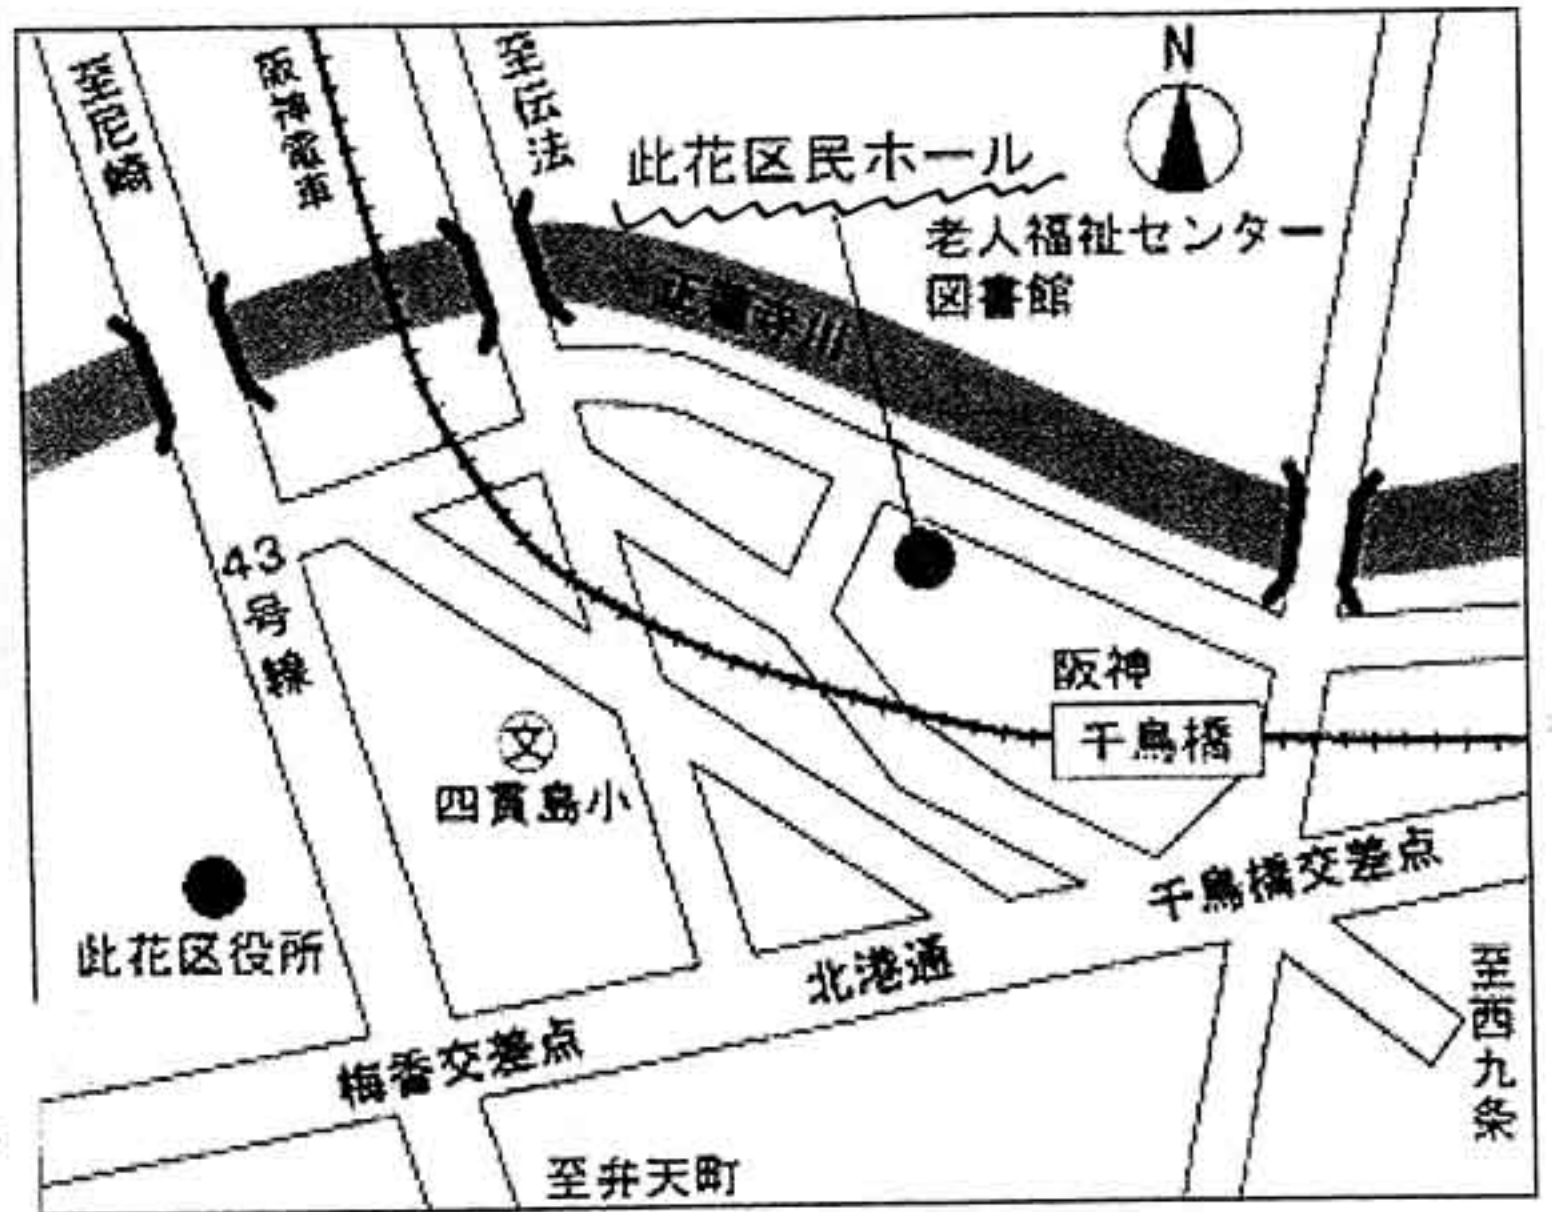 至尼崎
阪神電車
至伝法
N
此花区民ホール
老人福祉センター
図書館
正蓮寺川
43号線
阪神
千鳥橋
文
四貫島小
千鳥橋交差点
此花区役所
北港通
至西九条
梅香交差点
至弁天町